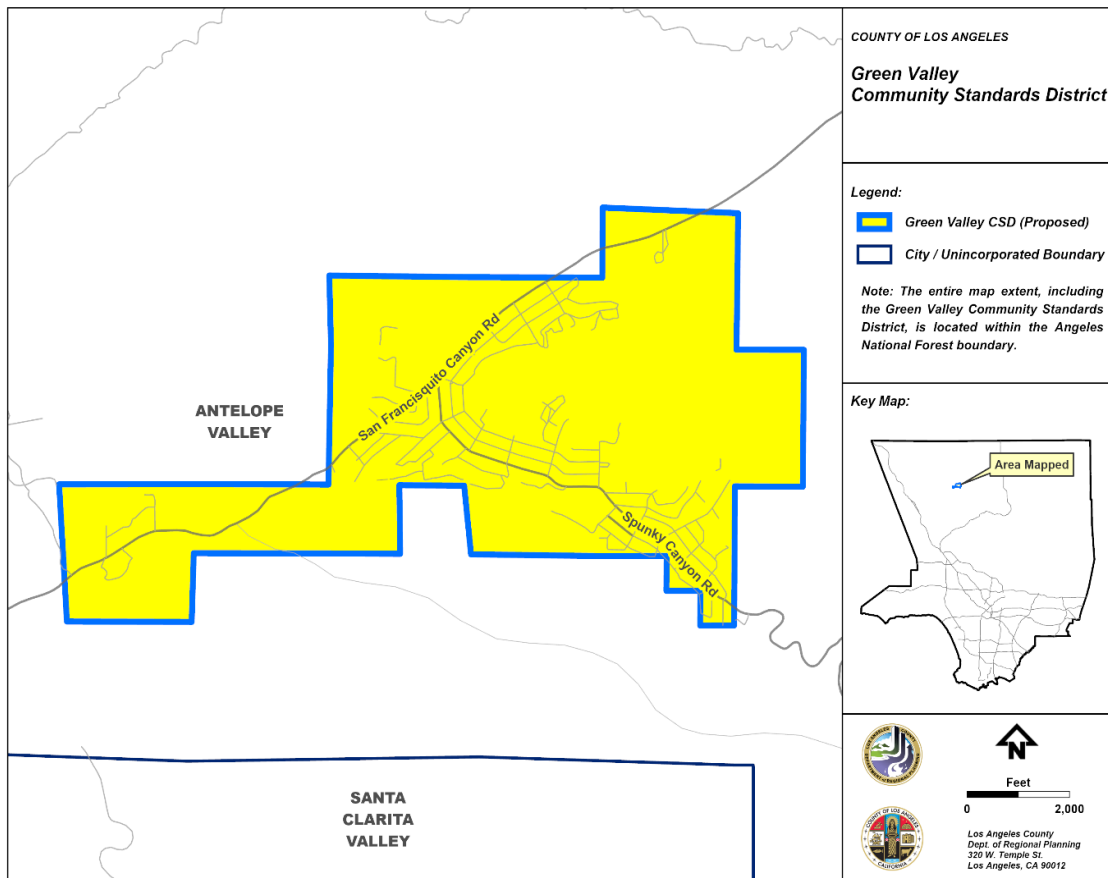 COUNTY OF LOS ANGELES
Green Valley
Community Standards District
Legend:
Green Valley CSD (Proposed)
City / Unincorporated Boundary
Note: The entire map extent, including
the Green Valley Community Standards
District, is located within the Angeles
National Forest boundary.
Key Map:
Area Mapped
San Francisquito Canyon Rd
ANTELOPE
VALLEY
Spunky Canyon Rd
SANTA
CLARITA
VALLEY
N
Feet
0 2,000
Los Angeles County
Dept. of Regional Planning
320 W. Temple St.
Los Angeles, CA 90012